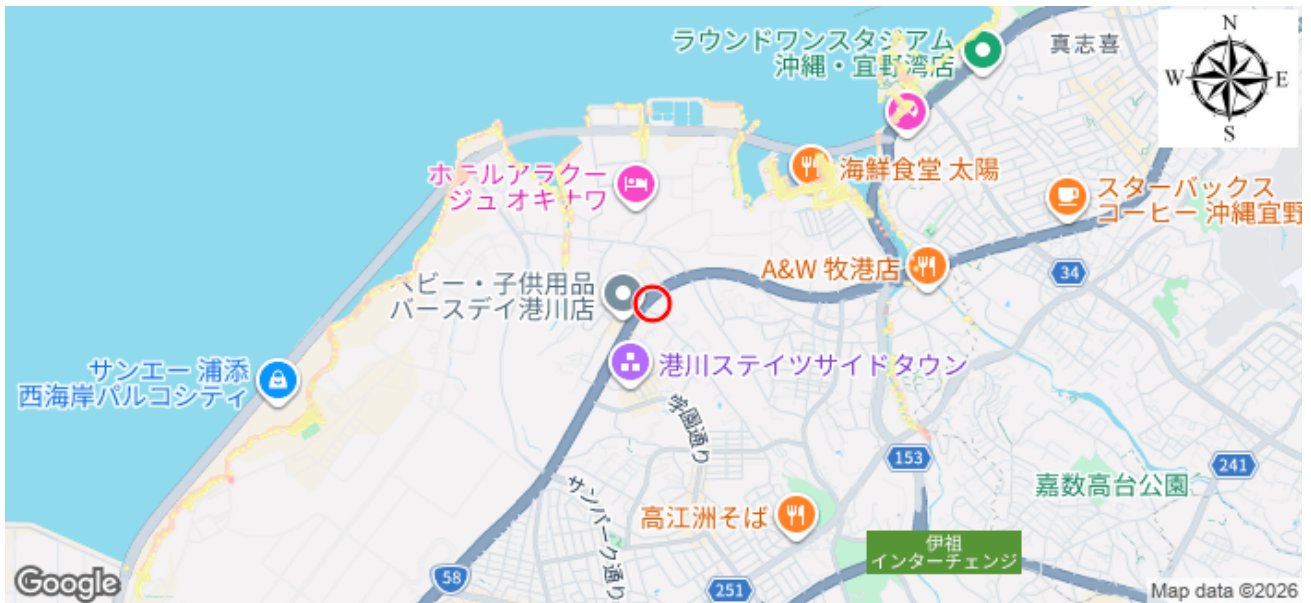 ラウンドワンスタジアム
沖縄・宜野湾店
真志喜
N
W
E
S
ホテルアラクー
ジュ オキナワ
海鮮食堂 太陽
スターバックス
コーヒー 沖縄宜野
A&W 牧港店
34
ベビー・子供用品
バースデイ港川店
サンエー 浦添
西海岸パルコシティ
港川ステイツサイドタウン
学園通り
153
241
嘉数高台公園
サンパーク通り
高江洲そば
伊祖
インターチェンジ
58
251
Google
Map data ©2026